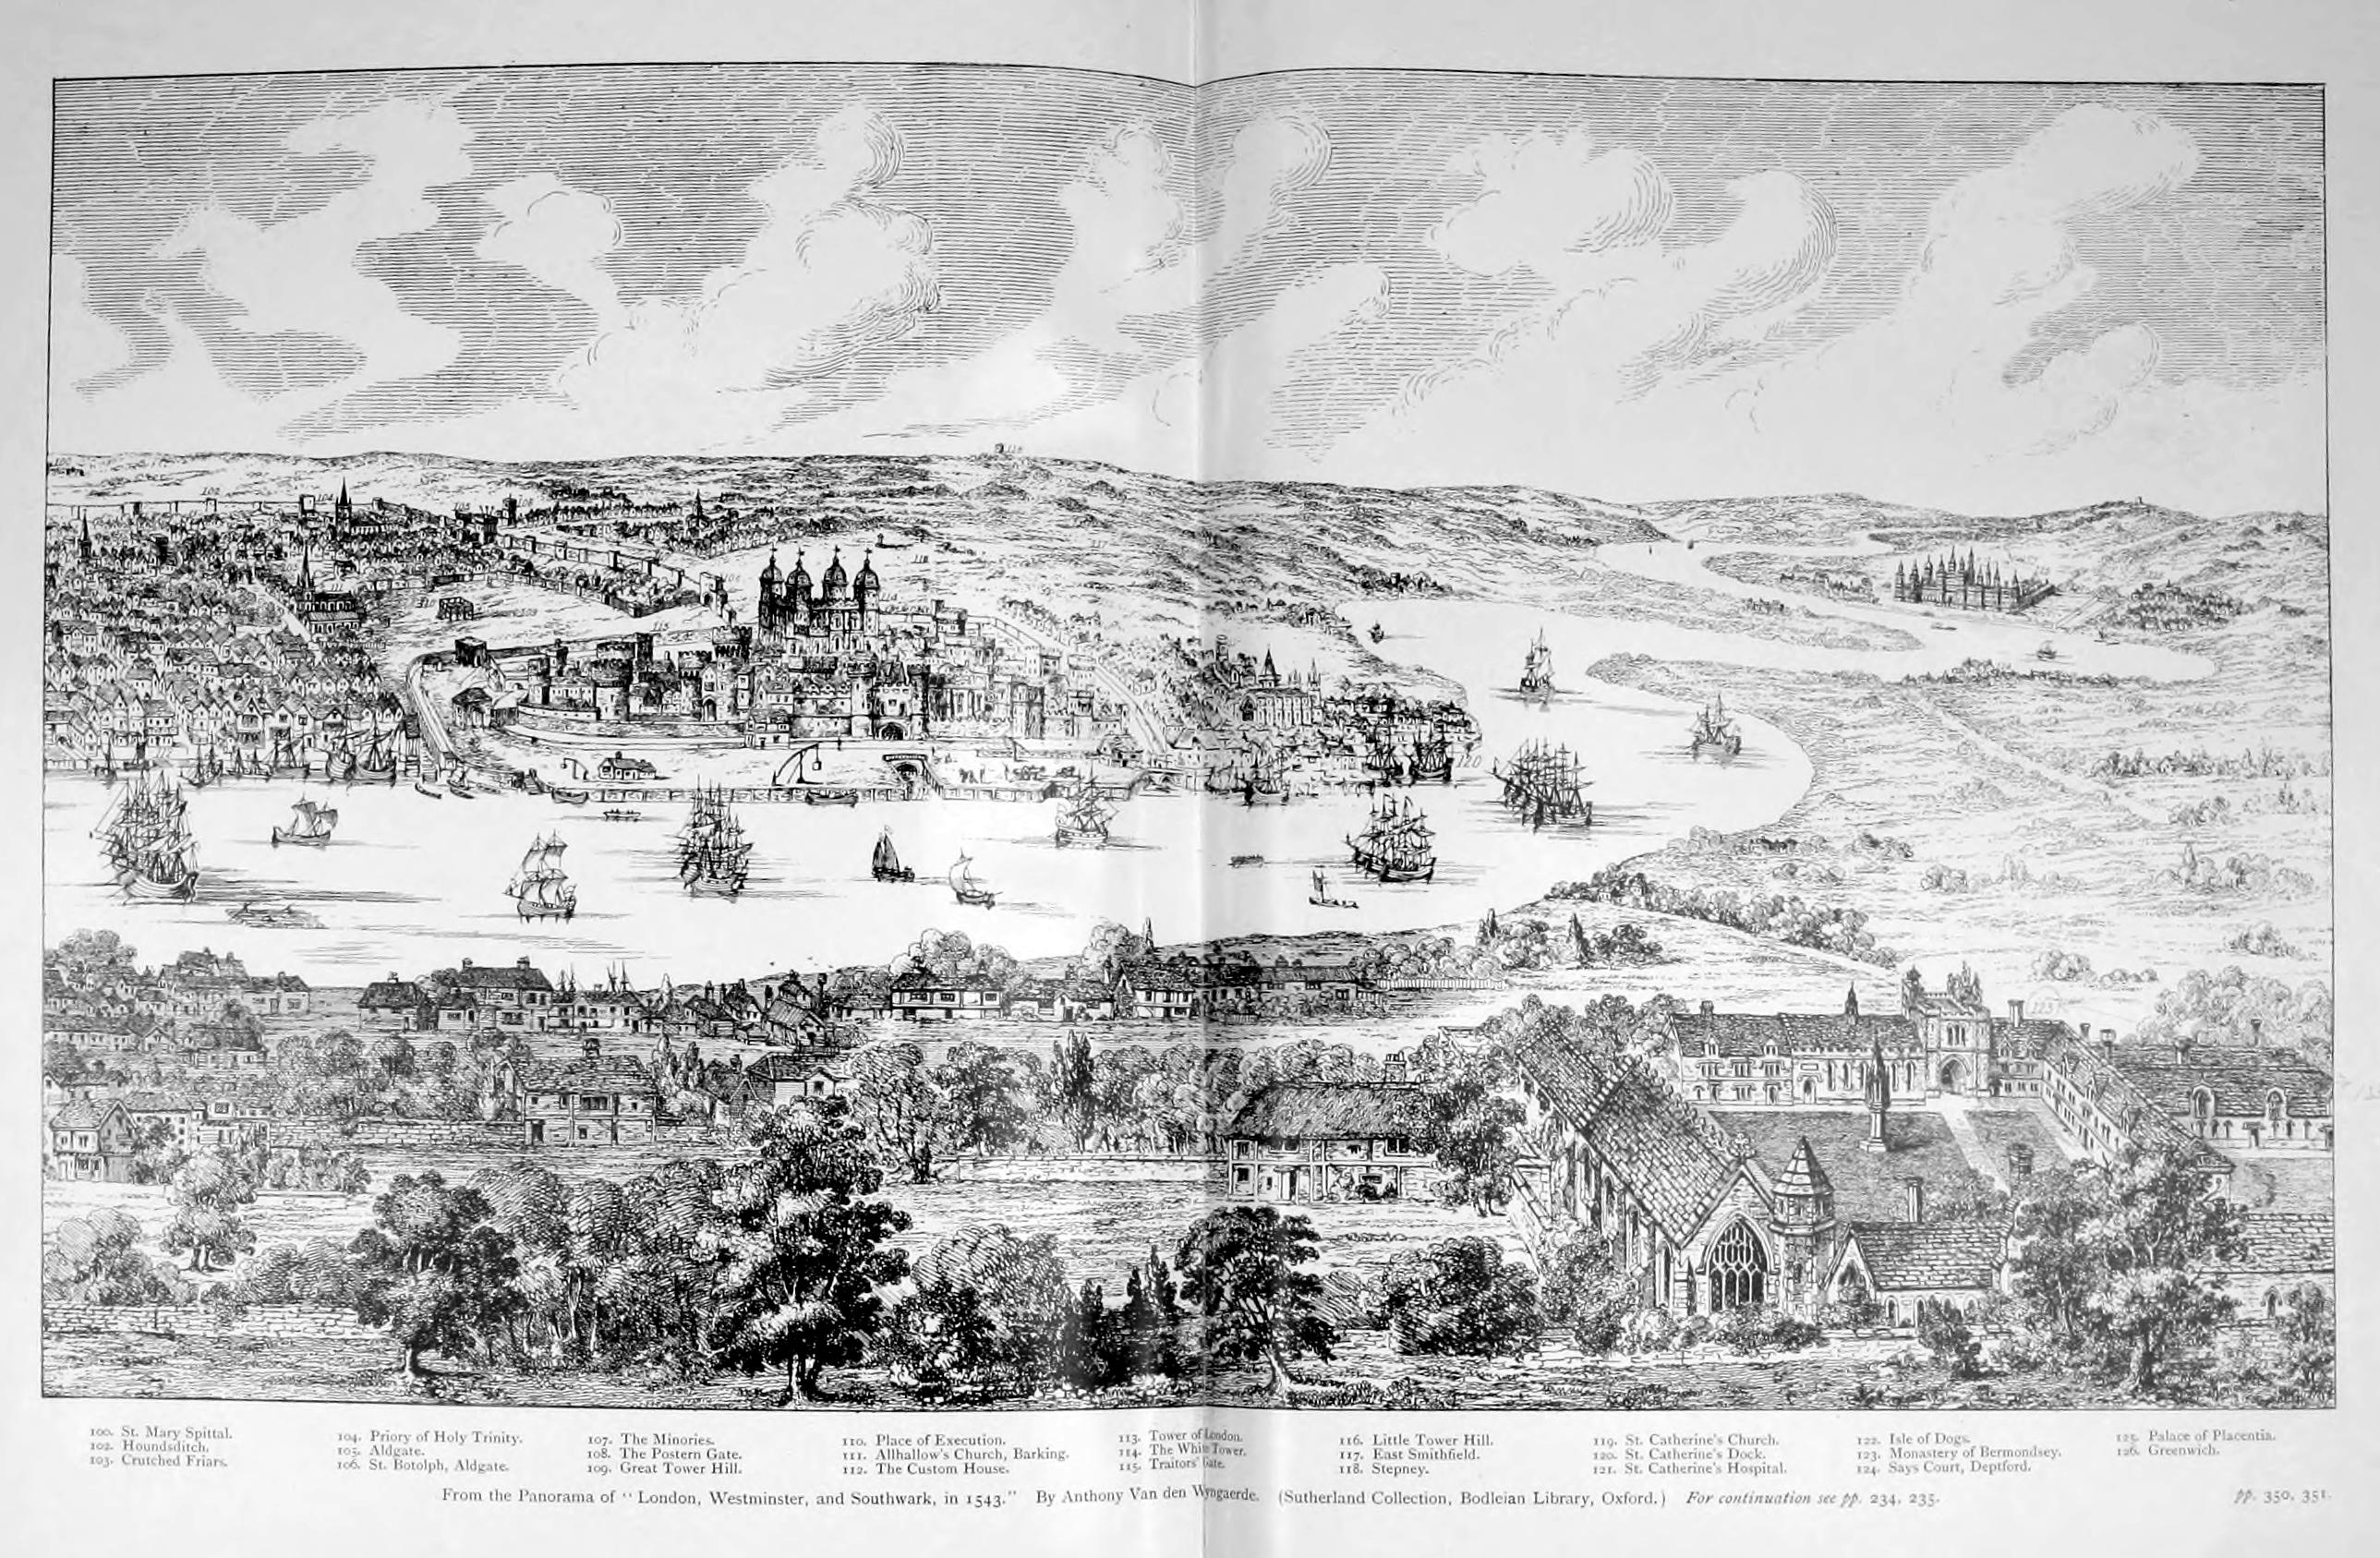 100. St. Mary Spittal.
102. Houndsditch.
103. Crutched Friars.
104. Priory of Holy Trinity.
105. Aldgate.
106. St. Botolph, Aldgate.
107. The Minories.
108. The Postern Gate.
109. Great Tower Hill.
110. Place of Execution.
111. Allhallow's Church, Barking.
112. The Custom House.
113. Tower of London.
114. The White Tower.
115. Traitors' Gate.
116. Little Tower Hill.
117. East Smithfield.
118. Stepney.
119. St. Catherine's Church.
120. St. Catherine's Dock.
121. St. Catherine's Hospital.
122. Isle of Dogs.
123. Monastery of Bermondsey.
124. Says Court, Deptford.
125. Palace of Placentia.
126. Greenwich.
From the Panorama of "London, Westminster, and Southwark, in 1543." By Anthony Van den Wyngaerde. (Sutherland Collection, Bodleian Library, Oxford.) For continuation see pp. 234, 235.
pp. 350, 351.